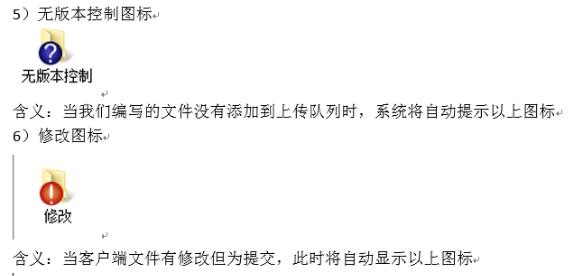 5）无版本控制图标
无版本控制
含义：当我们编写的文件没有添加到上传队列时，系统将自动提示以上图标
6）修改图标
修改
含义：当客户端文件有修改但为提交，此时将自动显示以上图标